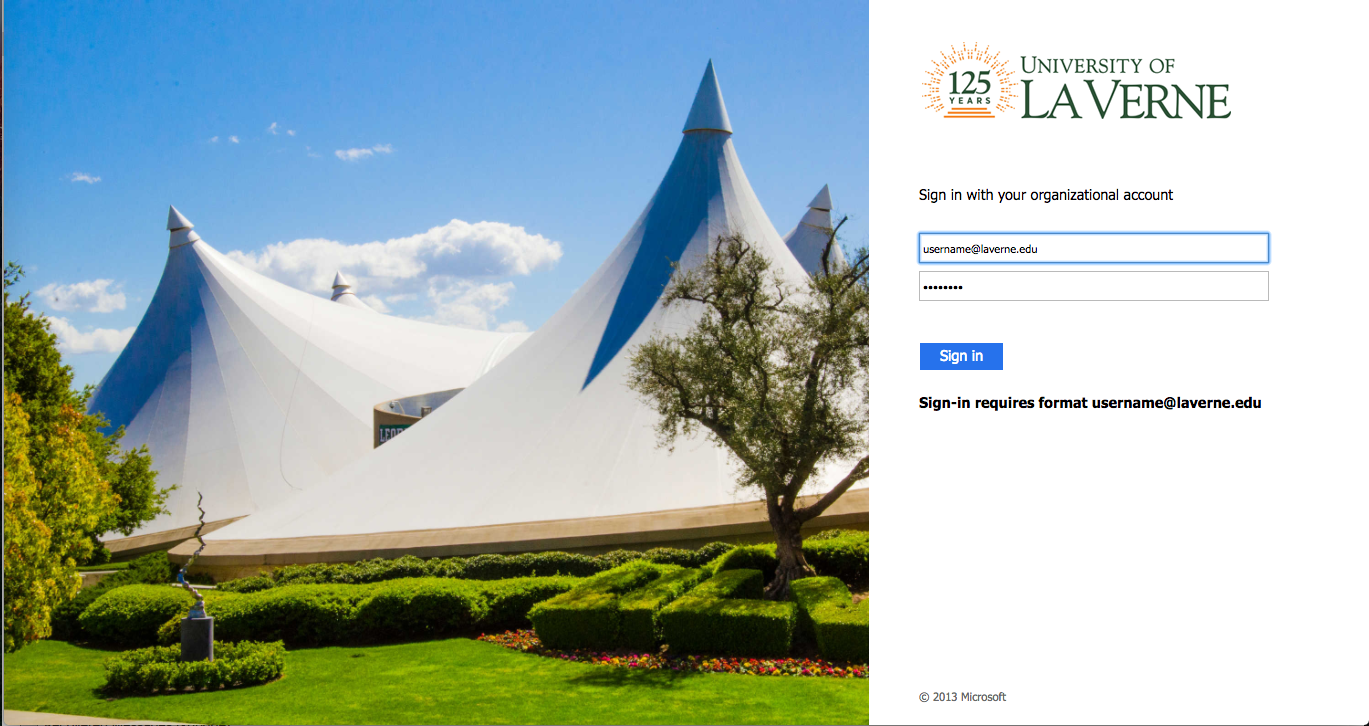 125
YEARS
UNIVERSITY OF
LA VERNE
Sign in with your organizational account
username@laverne.edu
••••••••
Sign in
Sign-in requires format username@laverne.edu
© 2013 Microsoft